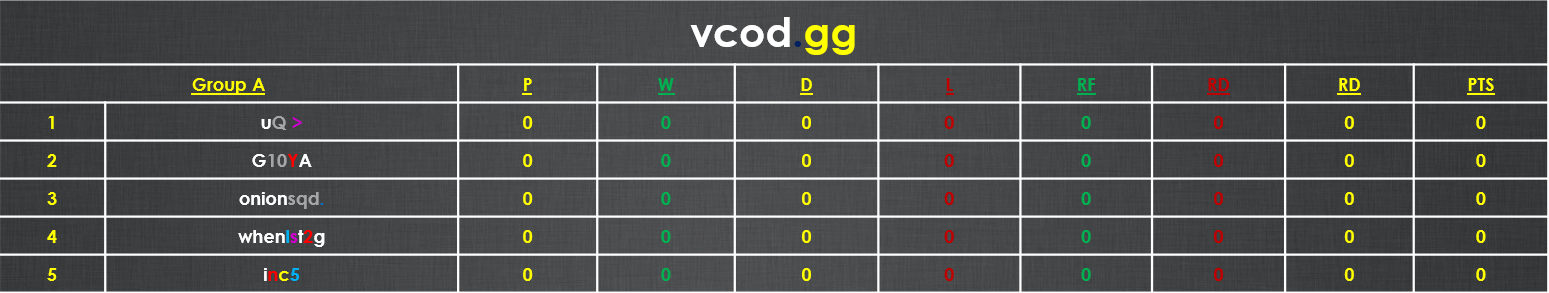 vcod.gg
Group A P W D L RF RD RD PTS
1 uQ > 0 0 0 0 0 0 0 0
2 G10YA 0 0 0 0 0 0 0 0
3 onionsqd. 0 0 0 0 0 0 0 0
4 whenIst2g 0 0 0 0 0 0 0 0
5 inc5 0 0 0 0 0 0 0 0